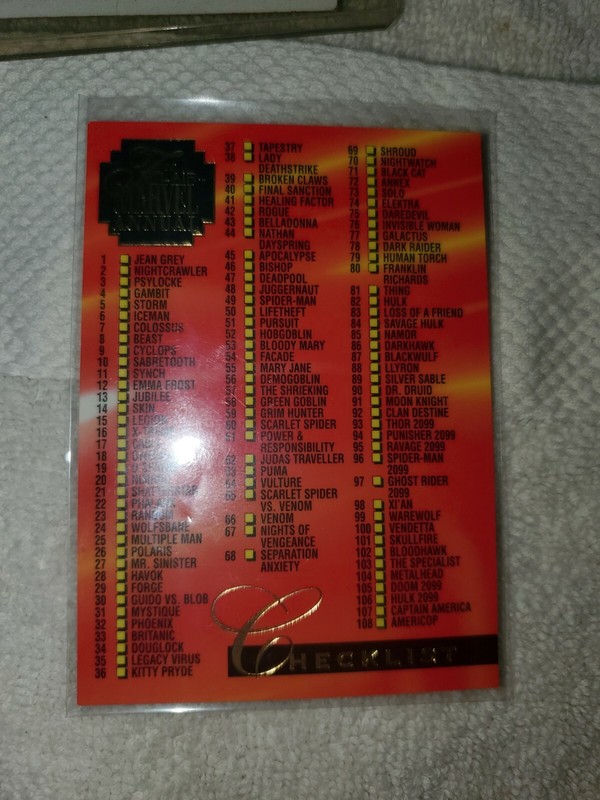 MARVEL
ANNUAL
1 JEAN GREY
2 NIGHTCRAWLER
3 PSYLOCKE
4 GAMBIT
5 STORM
6 ICEMAN
7 COLOSSUS
8 BEAST
9 CYCLOPS
10 SABRETOOTH
11 SYNCH
12 EMMA FROST
13 JUBILEE
14 SKIN
15 LEGION
16
17
18
19
20
21
22
23 RANDOM
24 WOLFSBANE
25 MULTIPLE MAN
26 POLARIS
27 MR. SINISTER
28 HAVOK
29 FORGE
30 GUIDO VS. BLOB
31 MYSTIQUE
32 PHOENIX
33 BRITANIC
34 DOUGLOCK
35 LEGACY VIRUS
36 KITTY PRYDE
37 TAPESTRY
38 LADY
DEATHSTRIKE
39 BROKEN CLAWS
40 FINAL SANCTION
41 HEALING FACTOR
42 ROGUE
43 BELLADONNA
44 NATHAN
DAYSPRING
45 APOCALYPSE
46 BISHOP
47 DEADPOOL
48 JUGGERNAUT
49 SPIDER-MAN
50 LIFETHEFT
51 PURSUIT
52 HOBGOBLIN
53 BLOODY MARY
54 FACADE
55 MARY JANE
56 DEMOGOBLIN
57 THE SHRIEKING
58 GREEN GOBLIN
59 GRIM HUNTER
60 SCARLET SPIDER
61 POWER &
RESPONSIBILITY
62 JUDAS TRAVELLER
63 PUMA
64 VULTURE
65 SCARLET SPIDER
VS. VENOM
66 VENOM
67 NIGHTS OF
VENGEANCE
68 SEPARATION
ANXIETY
69 SHROUD
70 NIGHTWATCH
71 BLACK CAT
72 ANNEX
73 SOLO
74 ELEKTRA
75 DAREDEVIL
76 INVISIBLE WOMAN
77 GALACTUS
78 DARK RAIDER
79 HUMAN TORCH
80 FRANKLIN
RICHARDS
81 THING
82 HULK
83 LOSS OF A FRIEND
84 SAVAGE HULK
85 NAMOR
86 DARKHAWK
87 BLACKWULF
88 LLYRON
89 SILVER SABLE
90 DR. DRUID
91 MOON KNIGHT
92 CLAN DESTINE
93 THOR 2099
94 PUNISHER 2099
95 RAVAGE 2099
96 SPIDER-MAN
2099
97 GHOST RIDER
2099
98 XI'AN
99 WAREWOLF
100 VENDETTA
101 SKULLFIRE
102 BLOODHAWK
103 THE SPECIALIST
104 METALHEAD
105 DOOM 2099
106 HULK 2099
107 CAPTAIN AMERICA
108 AMERICOP
CHECKLIST